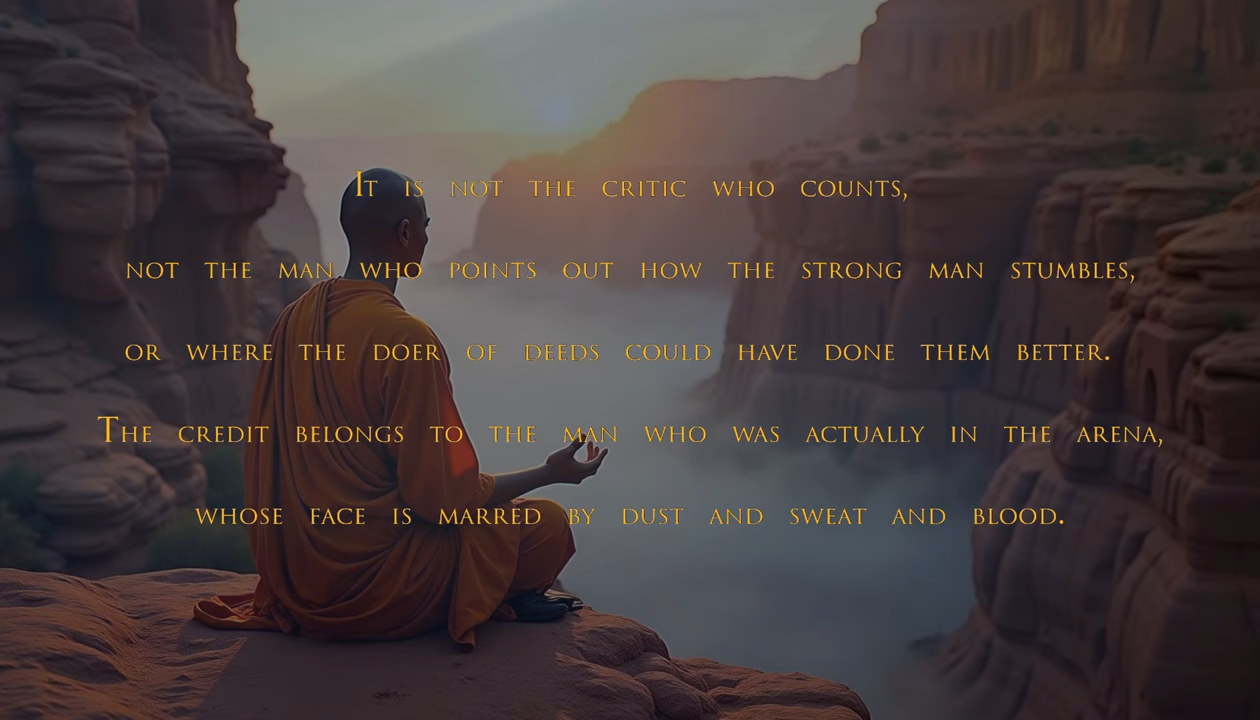 It is not the critic who counts,
not the man who points out how the strong man stumbles,
or where the doer of deeds could have done them better.
The credit belongs to the man who was actually in the arena,
whose face is marred by dust and sweat and blood.